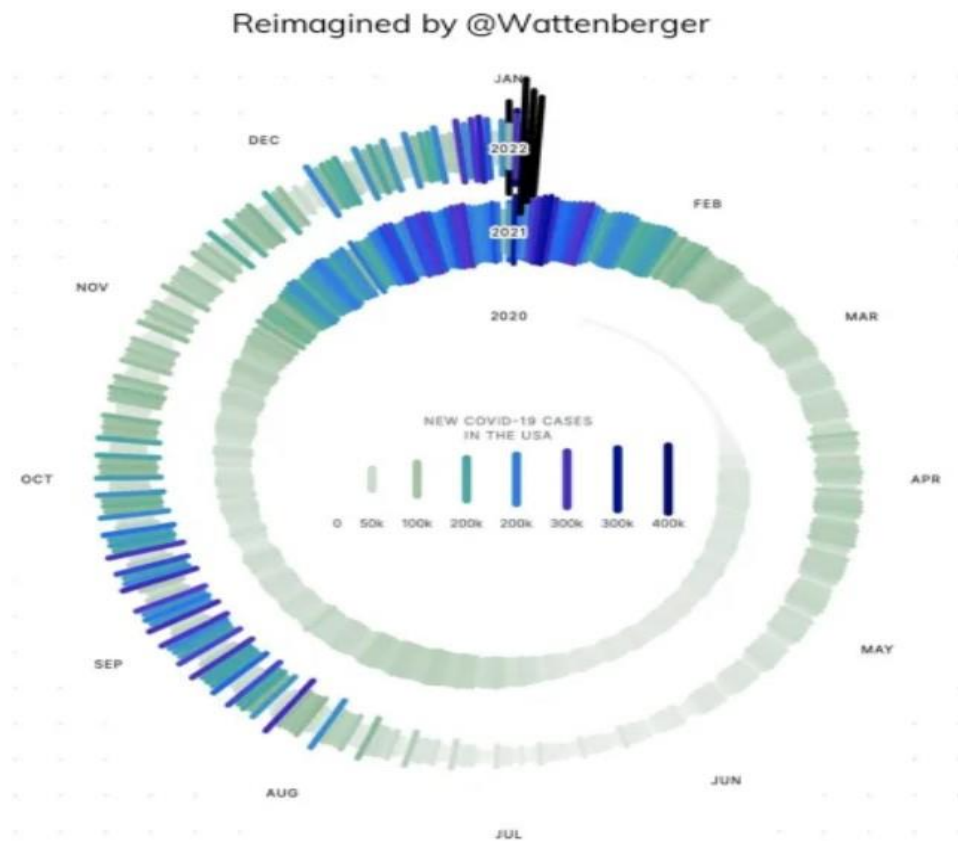 Reimagined by @Wattenberger
JAN
DEC
2022
FEB
2021
NOV
2020
MAR
NEW COVID-19 CASES
IN THE USA
OCT
APR
0 50k 100k 200k 200k 300k 300k 400k
SEP
MAY
AUG
JUN
JUL